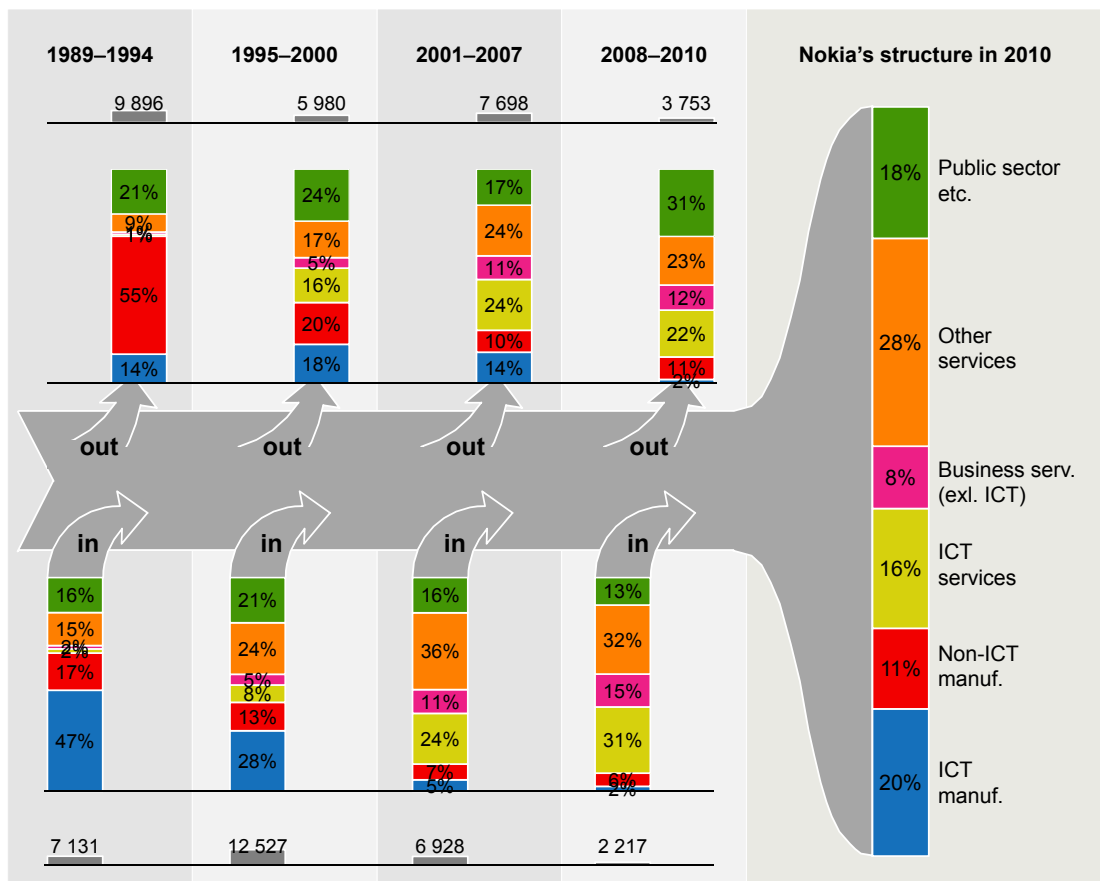 1989–1994 1995–2000 2001–2007 2008–2010 Nokia’s structure in 2010
9 896 5 980 7 698 3 753
21% 24% 17% 31%
9% 17% 24% 23%
1% 5% 11% 12%
1% 16% 24% 22%
55% 20% 10% 11%
14% 18% 14% 2%
out out out out
in in in in
16% 21% 16% 13%
15% 24% 36% 32%
2% 5% 11% 15%
2% 8% 24% 31%
17% 13% 7% 6%
47% 28% 5% 2%
7 131 12 527 6 928 2 217
18% Public sector
etc.
28% Other
services
8% Business serv.
(exl. ICT)
16% ICT
services
11% Non-ICT
manuf.
20% ICT
manuf.